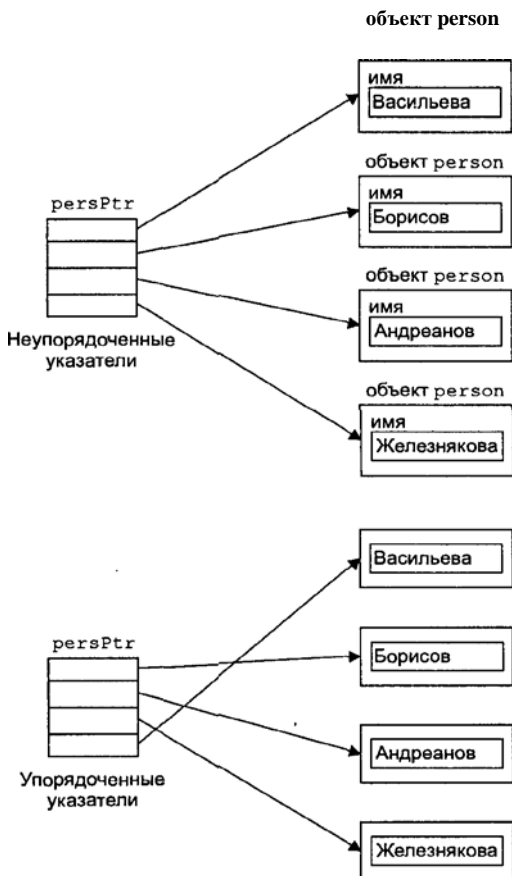 объект person
имя
Васильева
объект person
имя
Борисов
persPtr
объект person
имя
Андреанов
Неупорядоченные
указатели
объект person
имя
Железнякова
Васильева
persPtr
Борисов
Андреанов
Упорядоченные
указатели
Железнякова